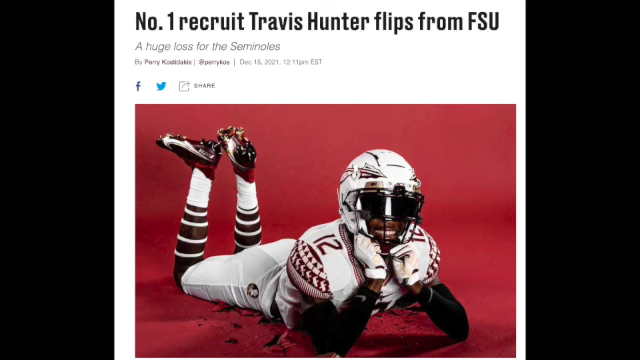 No. 1 recruit Travis Hunter flips from FSU
A huge loss for the Seminoles
By Perry Kostidakis | @perrykos | Dec 15, 2021, 12:11pm EST
SHARE
12